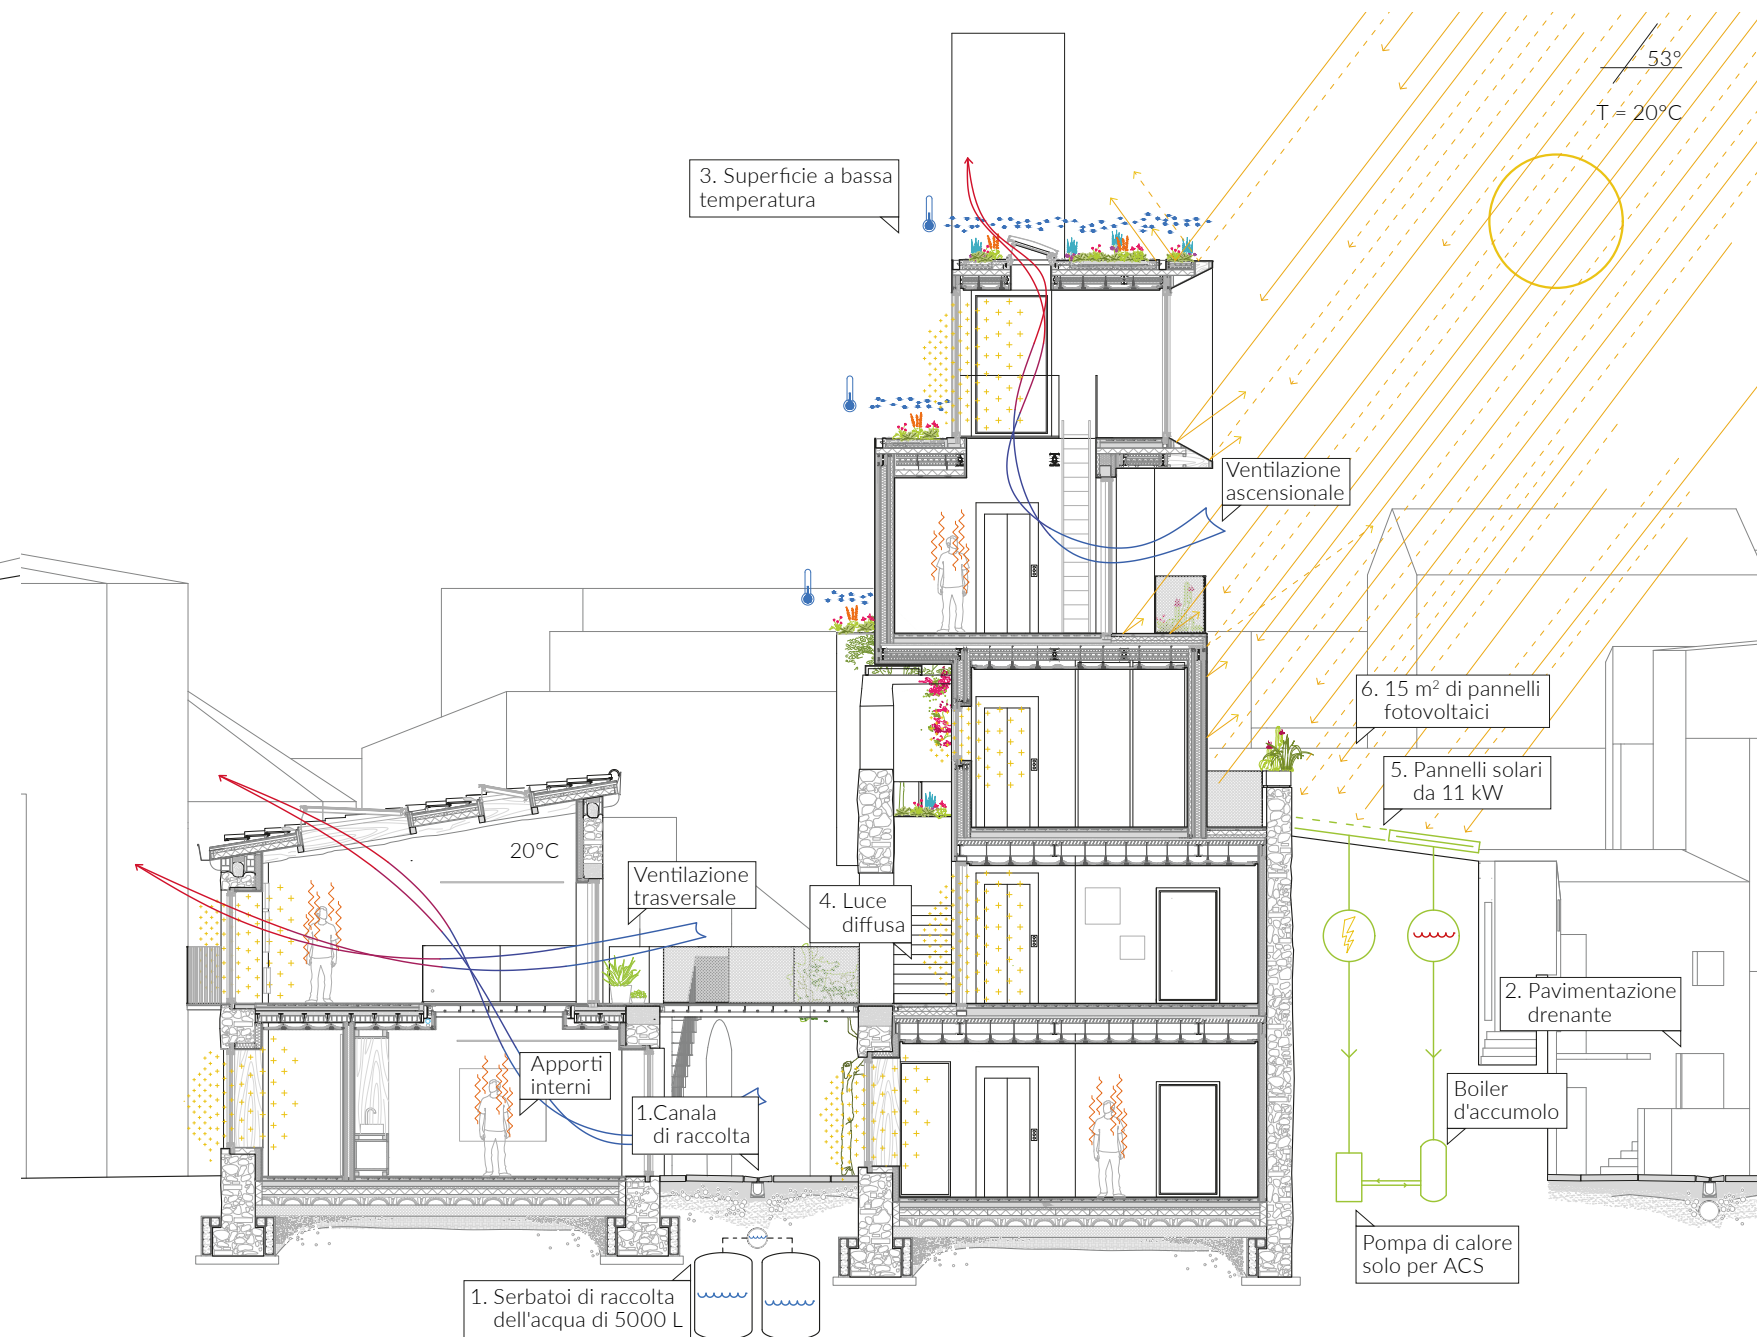 53°
T = 20°C
3. Superficie a bassa
temperatura
Ventilazione
ascensionale
6. 15 m² di pannelli
fotovoltaici
5. Pannelli solari
da 11 kW
20°C
Ventilazione
trasversale
4. Luce
diffusa
2. Pavimentazione
drenante
Apporti
interni
1.Canala
di raccolta
Boiler
d'accumolo
Pompa di calore
solo per ACS
1. Serbatoi di raccolta
dell'acqua di 5000 L